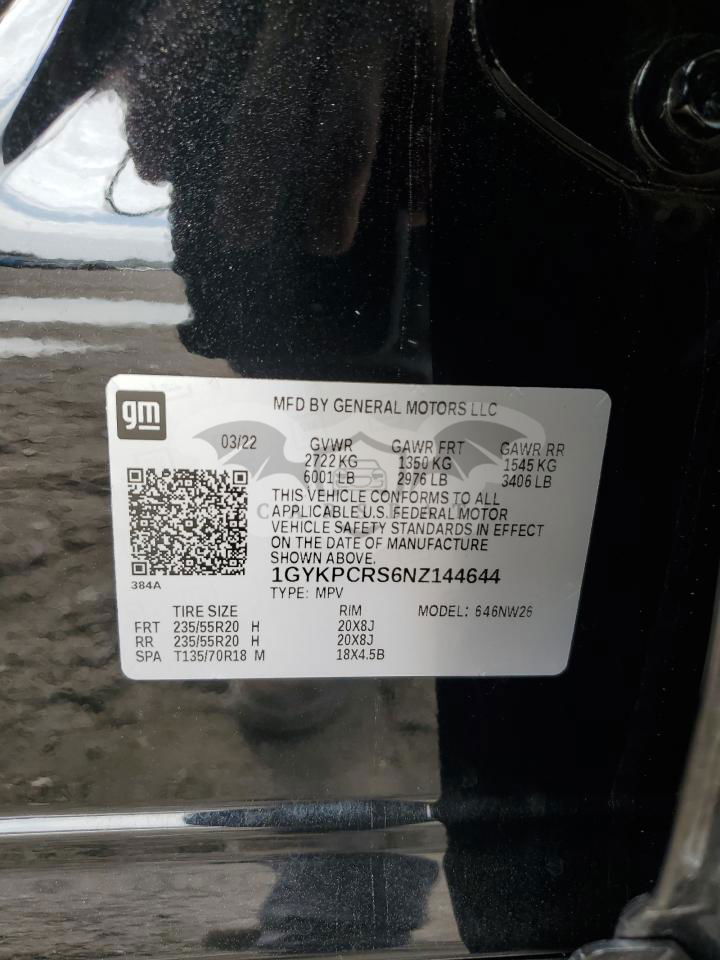 gm
MFD BY GENERAL MOTORS LLC
03/22 GVWR GAWR FRT GAWR RR
2722 KG 1350 KG 1545 KG
6001 LB 2976 LB 3406 LB
THIS VEHICLE CONFORMS TO ALL
APPLICABLE U.S. FEDERAL MOTOR
VEHICLE SAFETY STANDARDS IN EFFECT
ON THE DATE OF MANUFACTURE
SHOWN ABOVE.
1GYKPCRS6NZ144644
TYPE: MPV
384A
TIRE SIZE RIM MODEL: 646NW26
FRT 235/55R20 H 20X8J
RR 235/55R20 H 20X8J
SPA T135/70R18 M 18X4.5B